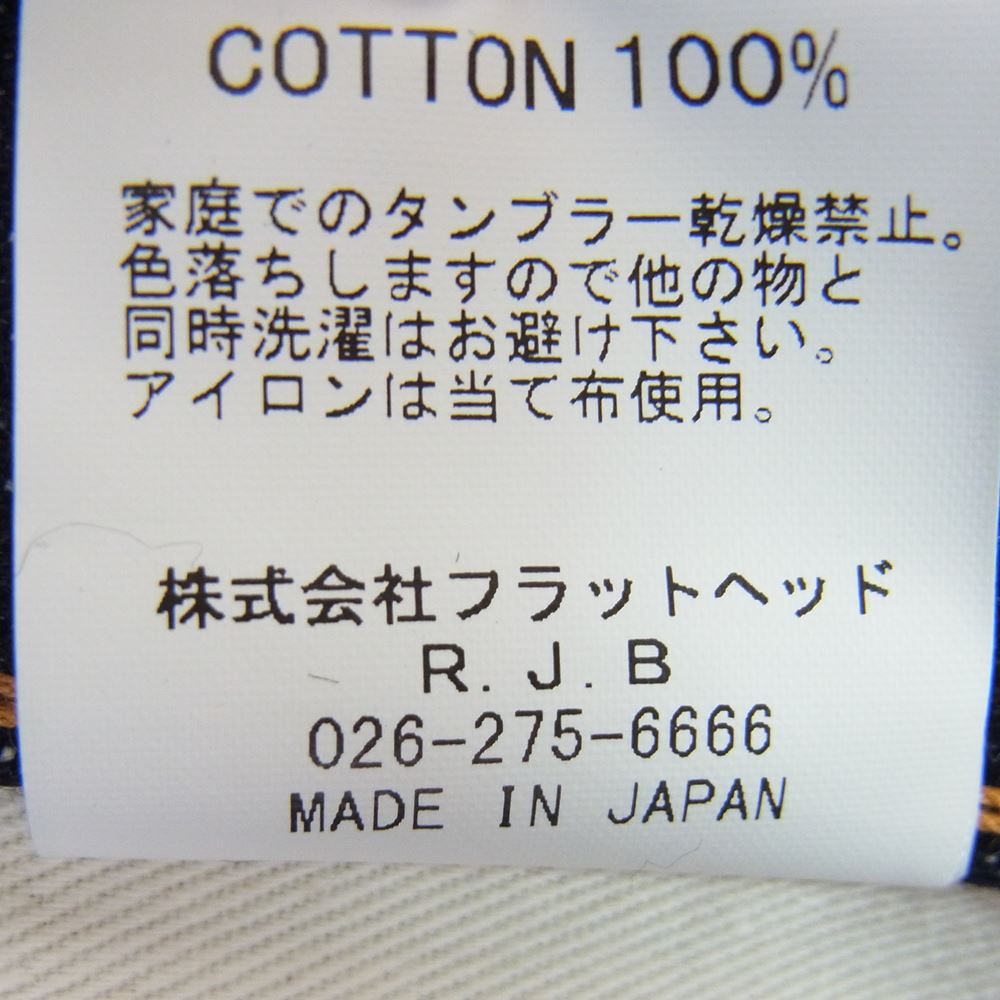 COTTON 100%
家庭でのタンブラー乾燥禁止。
色落ちしますので他の物と
同時洗濯はお避け下さい。
アイロンは当て布使用。
株式会社フラットヘッド
R.J.B
026-275-6666
MADE IN JAPAN